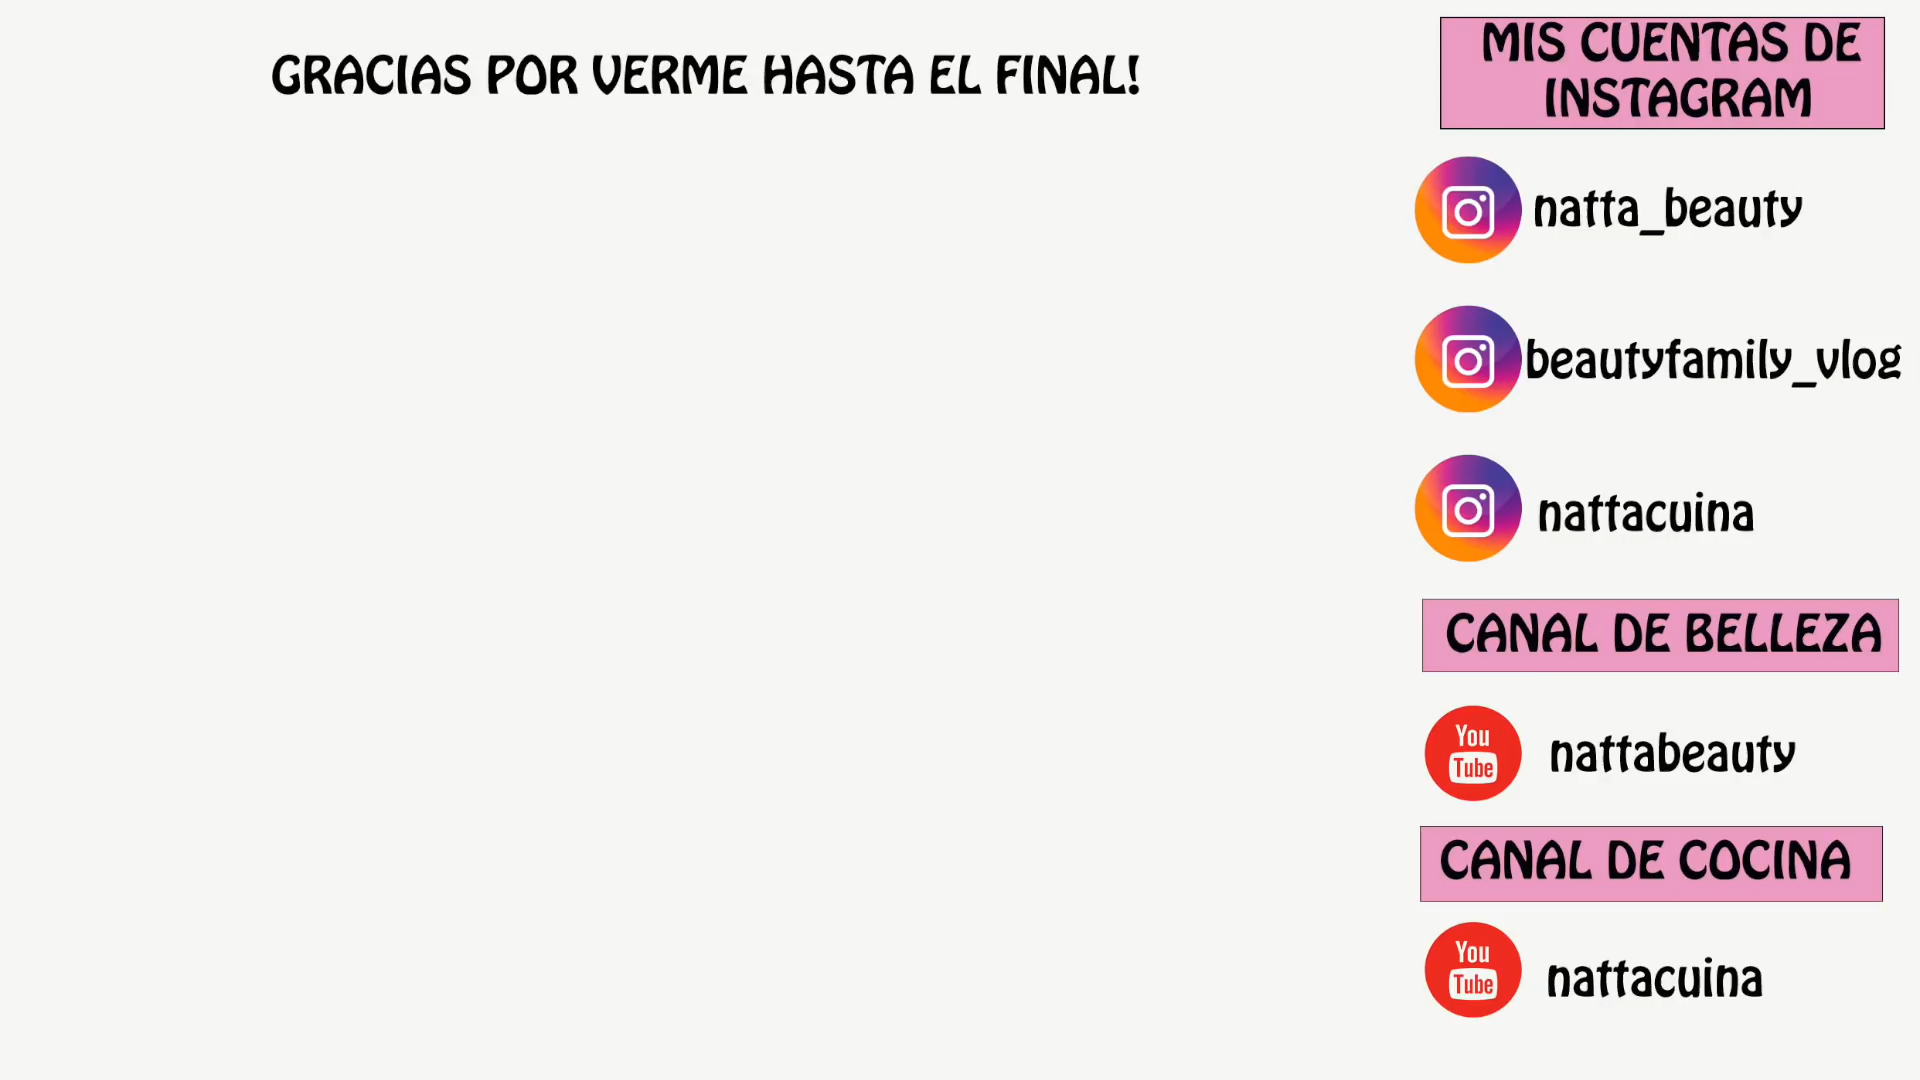 GRACIAS POR VERME HASTA EL FINAL!
MIS CUENTAS DE
INSTAGRAM
natta_beauty
beautyfamily_vlog
nattacuina
CANAL DE BELLEZA
You
Tube
nattabeauty
CANAL DE COCINA
You
Tube
nattacuina